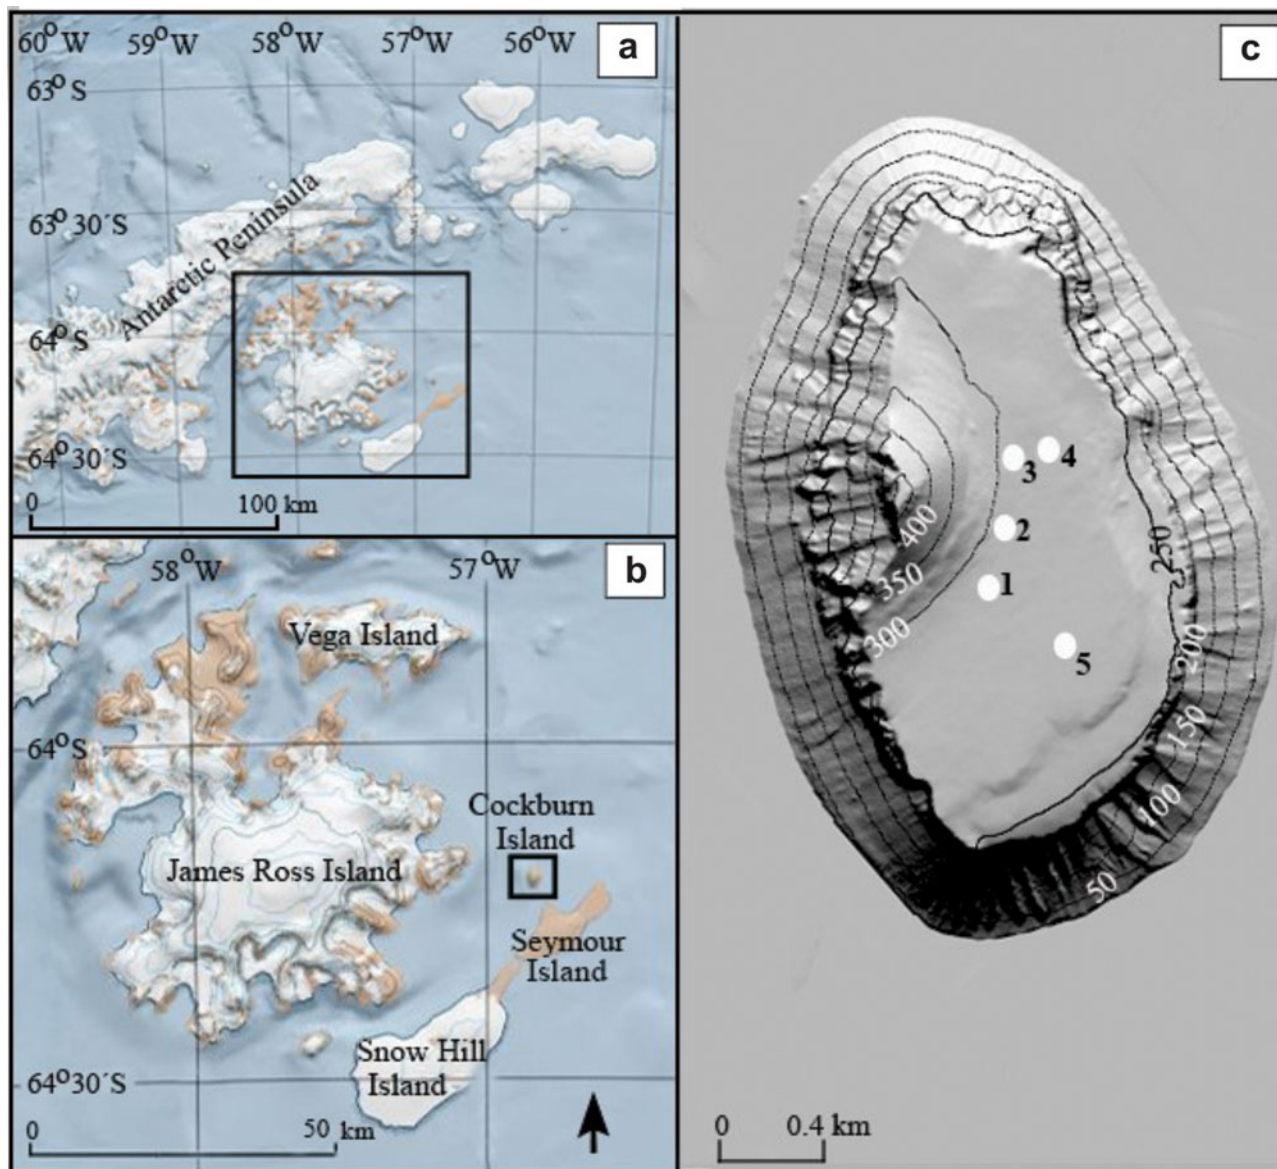 60°W 59°W 58°W 57°W 56°W
a
63° S
63° 30´S
64° S
64° 30´S
Antarctic Peninsula
0 100 km
b
58°W 57°W
Vega Island
64°S
Cockburn
Island
James Ross Island
Seymour
Island
Snow Hill
Island
64°30´S
0 50 km
c
3 4
2
1
5
400
350
300
250
200
150
100
50
0 0.4 km